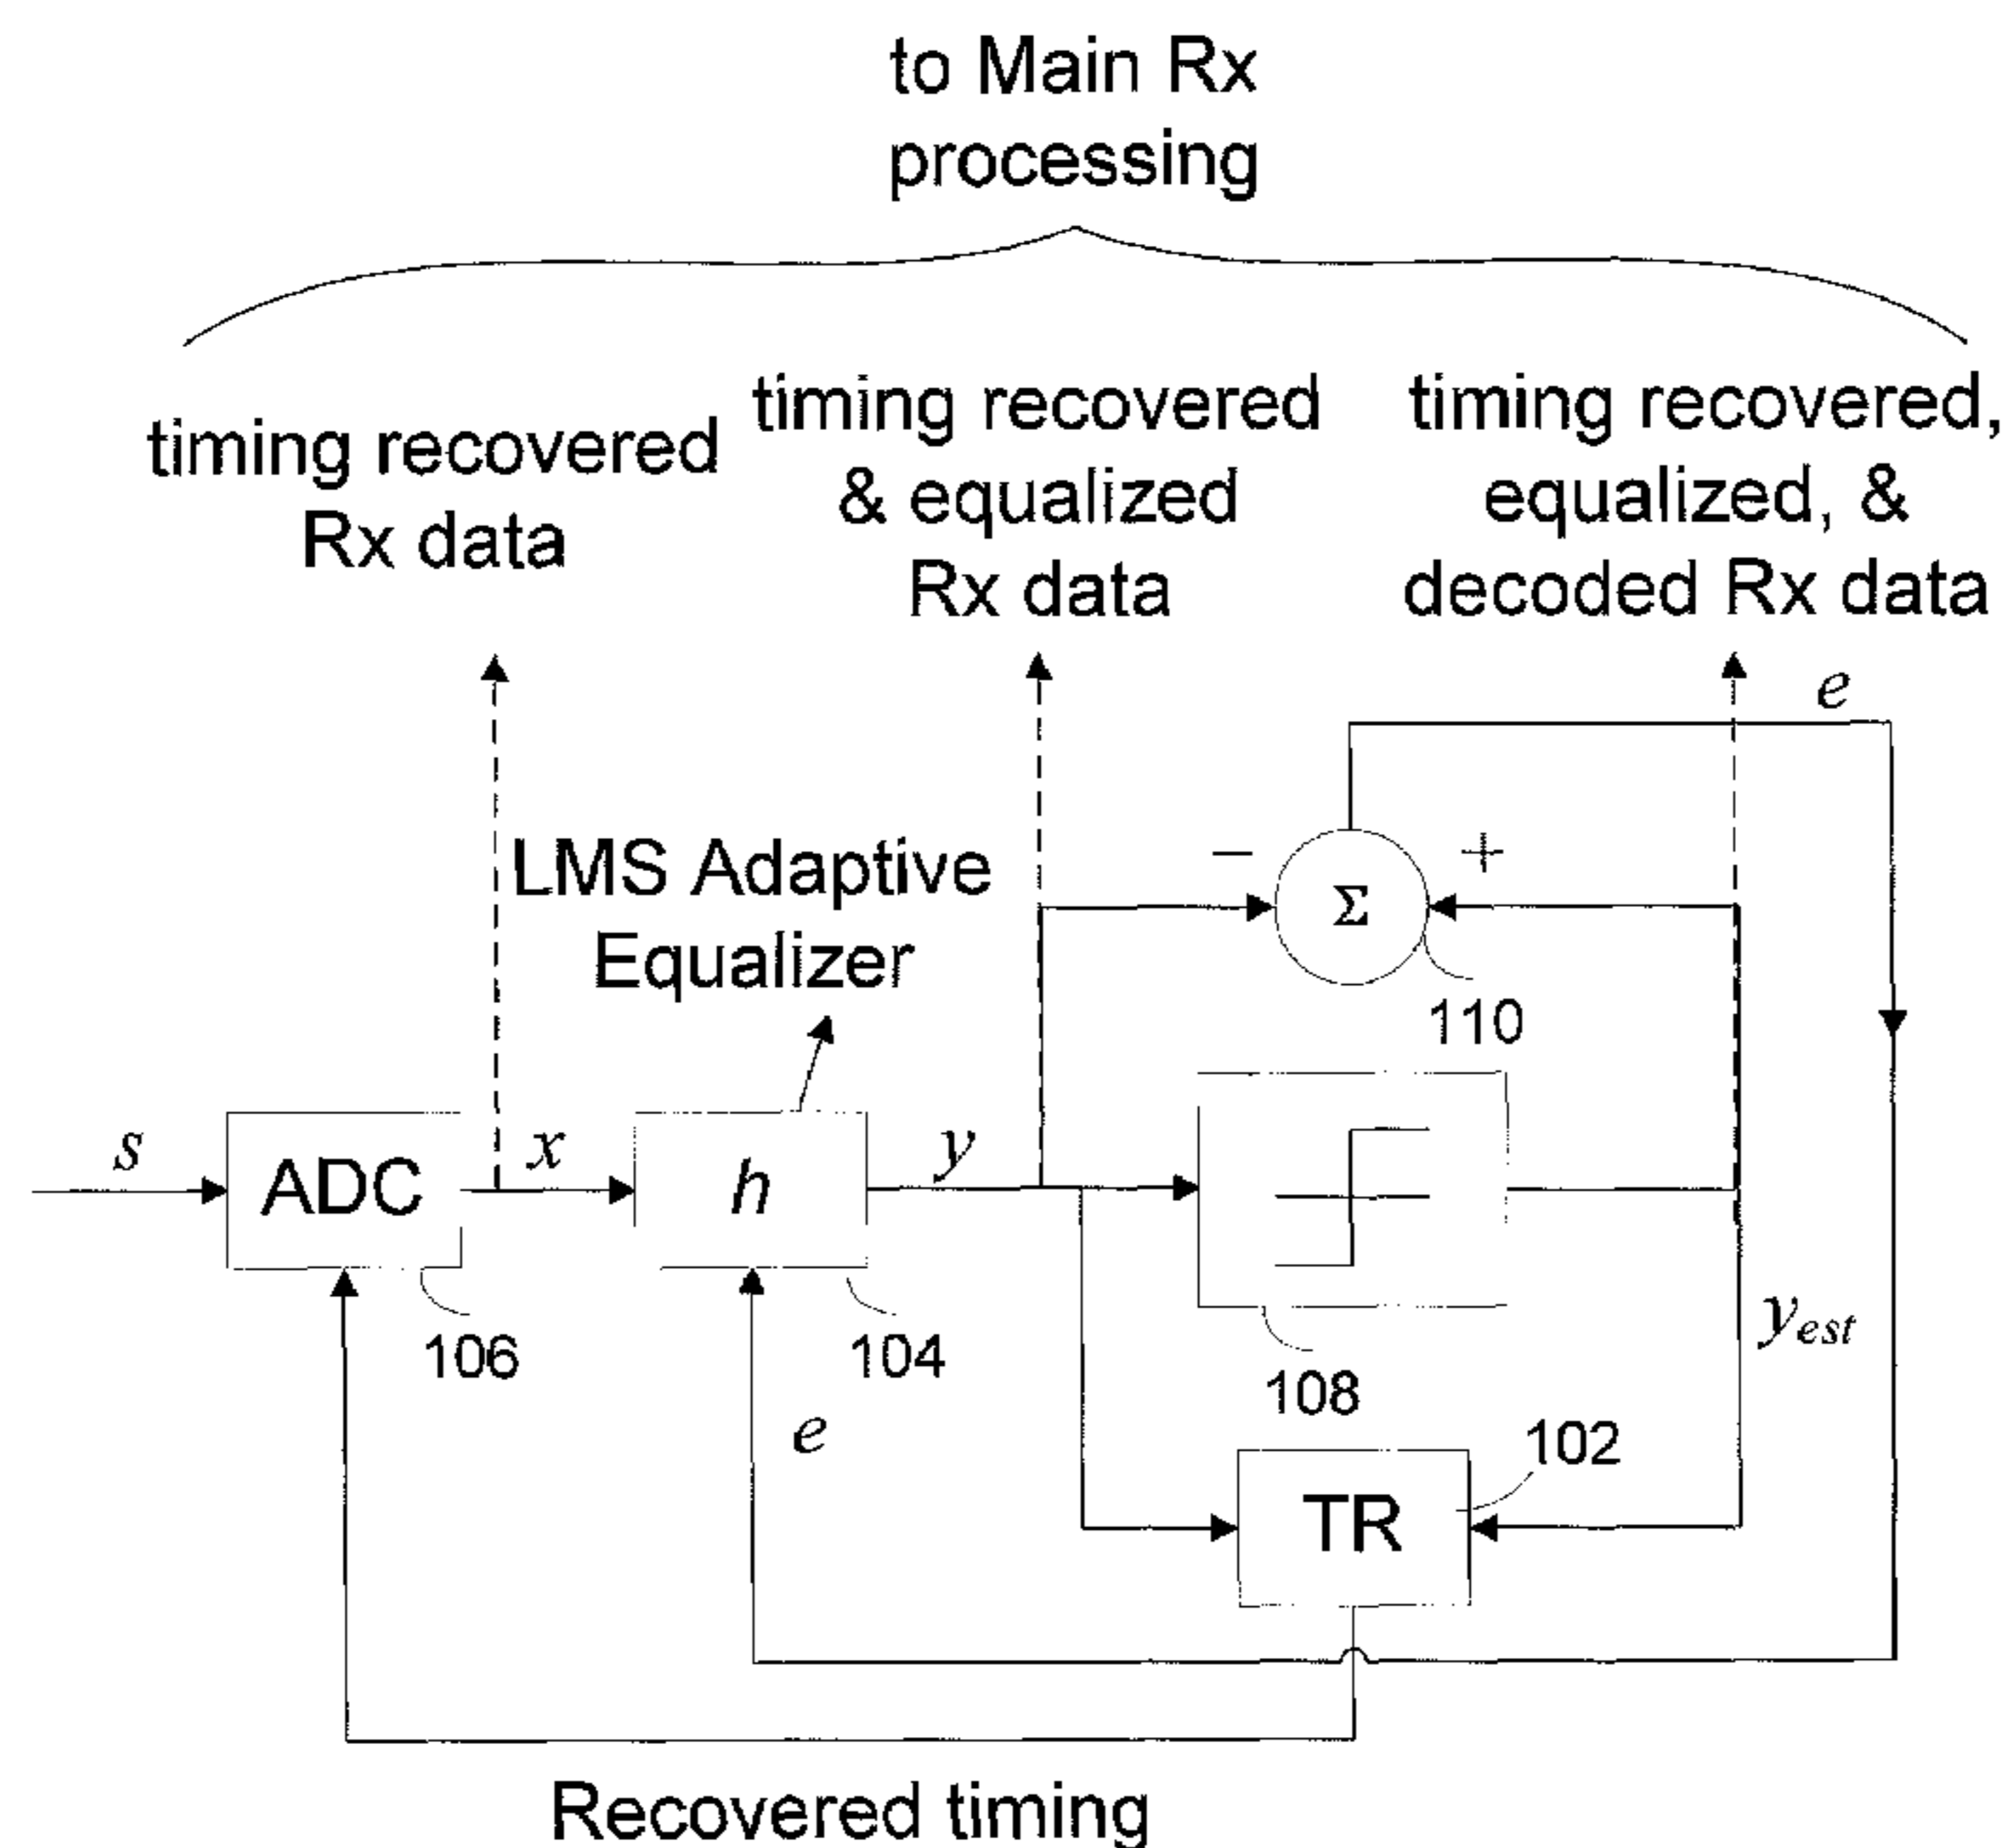 to Main Rx
processing
timing recovered
Rx data
timing recovered
& equalized
Rx data
timing recovered,
equalized, &
decoded Rx data
e
LMS Adaptive
Equalizer
−
+
Σ
110
s
ADC
x
h
y
106
104
108
y_est
e
102
TR
Recovered timing